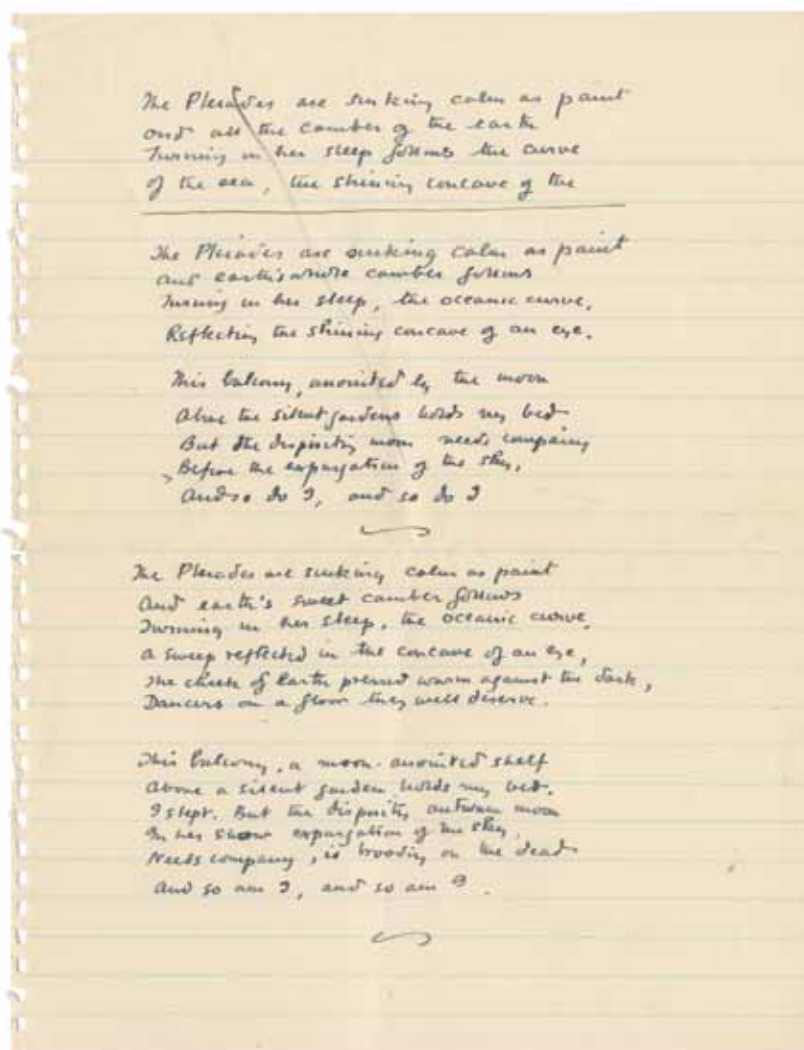 The Pleiades are sinking calm as paint
and all the camber of the earth
Turning in her sleep follows the curve
of the sea, the shining concave of the
The Pleiades are sinking calm as paint
and earth's whole camber follows
Turning in her sleep, the oceanic curve,
Reflecting the shining concave of an eye.
This balcony, anointed by the moon
Above the silent gardens holds my bed
But the dispirited moon needs company
Before the expurgation of the sky,
And so do I, and so do I
The Pleiades are sinking calm as paint
And earth's sweet camber follows
Turning in her sleep, the oceanic curve,
A sweep reflected in the concave of an eye,
The cheek of Earth pressed warm against the dark,
Dancers on a floor they well deserve.
This balcony, a moon-anointed shelf
Above a silent garden holds my bed.
I slept. But the dispirited autumn moon
In her slow expurgation of the sky
Needs company, is brooding on the dead
And so am I, and so am I.